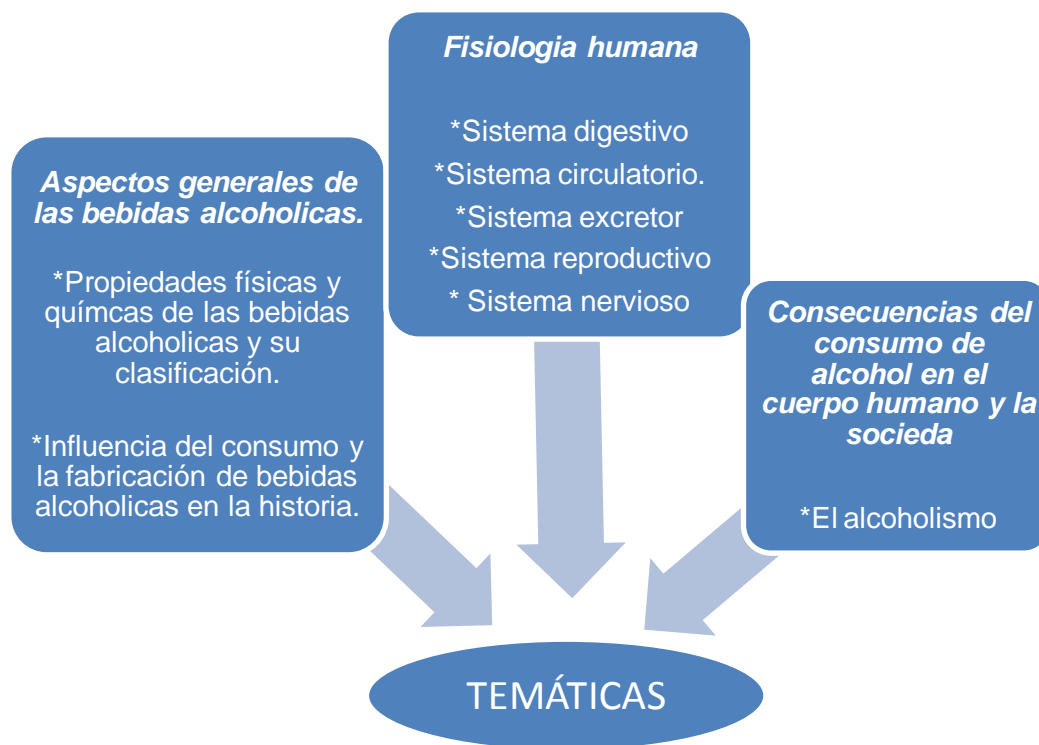 Aspectos generales de
las bebidas alcoholicas.
*Propiedades físicas y
químcas de las bebidas
alcoholicas y su
clasificación.
*Influencia del consumo y
la fabricación de bebidas
alcoholicas en la historia.
Fisiologia humana
*Sistema digestivo
*Sistema circulatorio.
*Sistema excretor
*Sistema reproductivo
* Sistema nervioso
Consecuencias del
consumo de
alcohol en el
cuerpo humano y la
socieda
*El alcoholismo
TEMÁTICAS